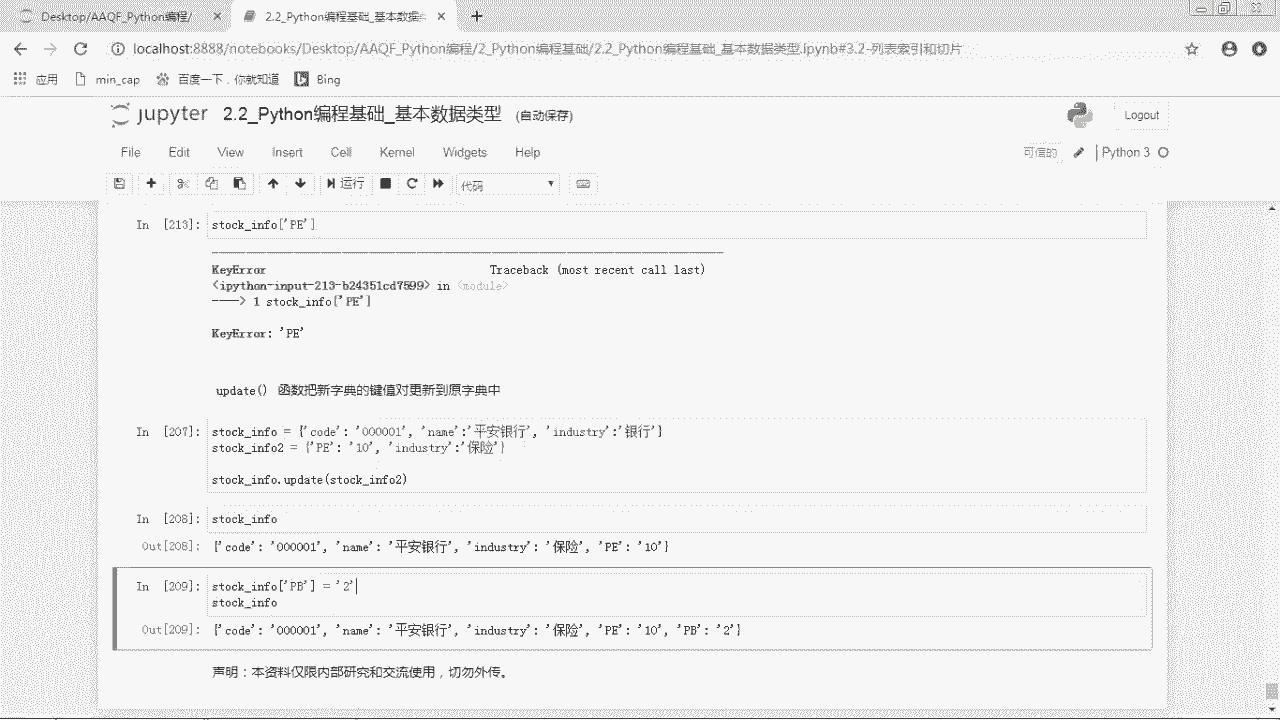 Desktop/AAQF_Python编程/
2.2_Python编程基础_基本数据
localhost:8888/notebooks/Desktop/AAQF_Python编程/2_Python编程基础/2.2_Python编程基础_基本数据类型.ipynb#3.2-列表索引和切片
应用 min_cap 百度一下，你就知道 Bing
jupyter 2.2_Python编程基础_基本数据类型 (自动保存)
Logout
File Edit View Insert Cell Kernel Widgets Help
可信的 Python 3
运行 代码
In [213]: stock_info['PE']
KeyError Traceback (most recent call last)
<ipython-input-213-b24351cd7599> in <module>
----> 1 stock_info['PE']
KeyError: 'PE'
update() 函数把新字典的键值对更新到原字典中
In [207]: stock_info = {'code': '000001', 'name':'平安银行', 'industry':'银行'}
stock_info2 = {'PE': '10', 'industry':'保险'}
stock_info.update(stock_info2)
In [208]: stock_info
Out[208]: {'code': '000001', 'name': '平安银行', 'industry': '保险', 'PE': '10'}
In [209]: stock_info['PB'] = '2'
stock_info
Out[209]: {'code': '000001', 'name': '平安银行', 'industry': '保险', 'PE': '10', 'PB': '2'}
声明：本资料仅限内部研究和交流使用，切勿外传。